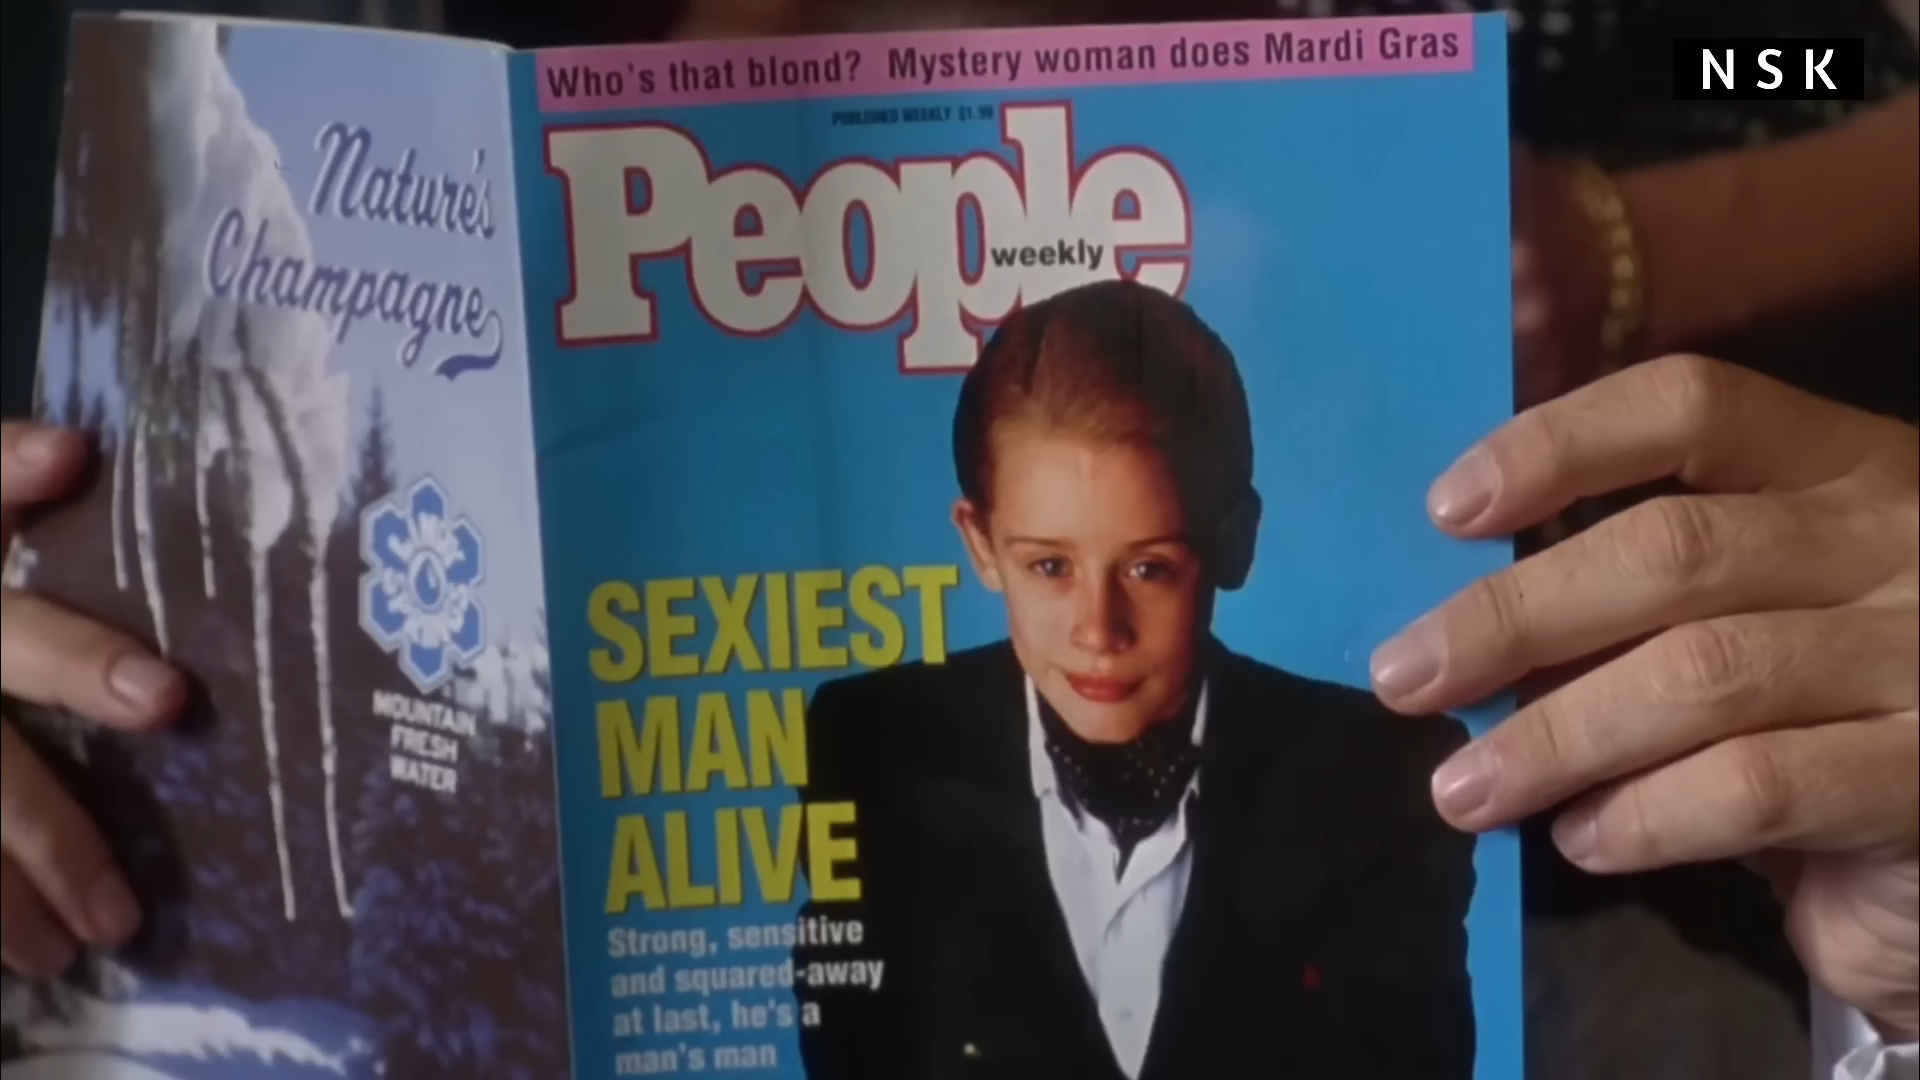 Who's that blond? Mystery woman does Mardi Gras
NSK
PUBLISHED WEEKLY $1.99
People
weekly
Nature's
Champagne
MOUNTAIN
FRESH
WATER
SEXIEST
MAN
ALIVE
Strong, sensitive
and squared-away
at last, he's a
man's man